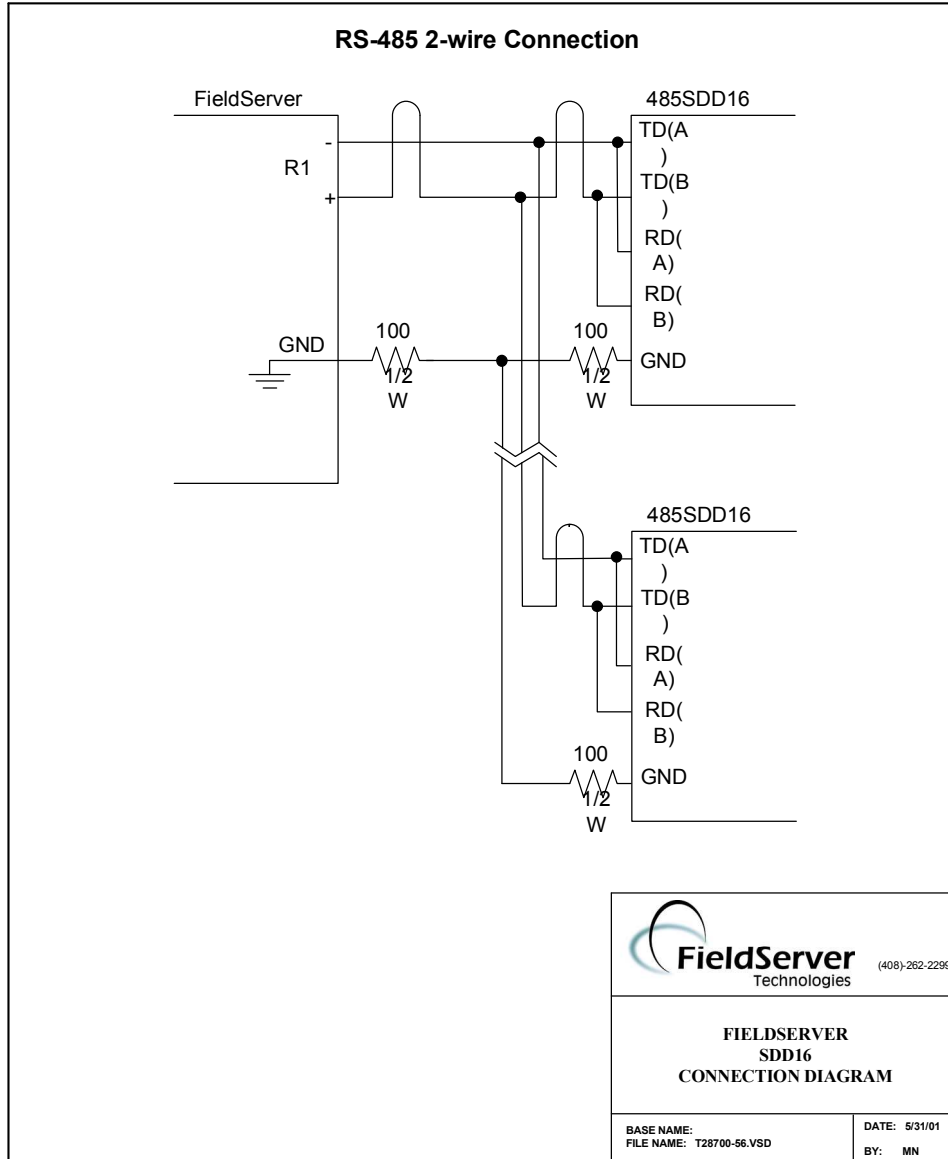 RS-485 2-wire Connection
FieldServer
485SDD16
-
R1
+
TD(A
)
TD(B
)
RD(
A)
RD(
B)
GND
100
1/2
W
100
1/2
W
GND
485SDD16
TD(A
)
TD(B
)
RD(
A)
RD(
B)
100
1/2
W
GND
FieldServer
Technologies
(408)-262-2299
FIELDSERVER
SDD16
CONNECTION DIAGRAM
BASE NAME:
FILE NAME: T28700-56.VSD
DATE: 5/31/01
BY: MN